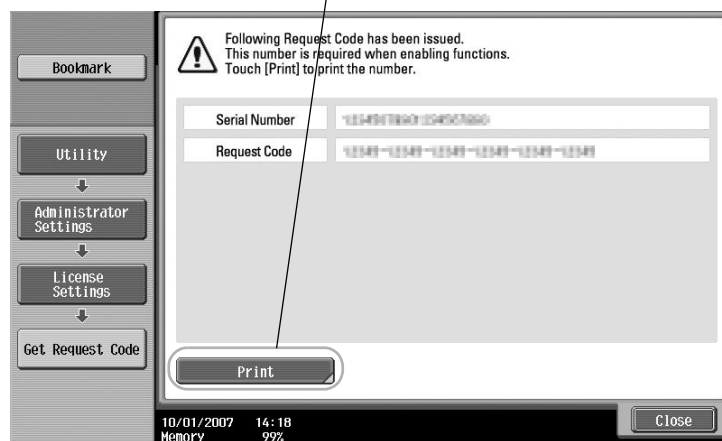 Bookmark
Utility
Administrator
Settings
License
Settings
Get Request Code
Following Request Code has been issued.
This number is required when enabling functions.
Touch [Print] to print the number.
Serial Number
Request Code
Print
10/01/2007 14:18
Memory 99%
Close